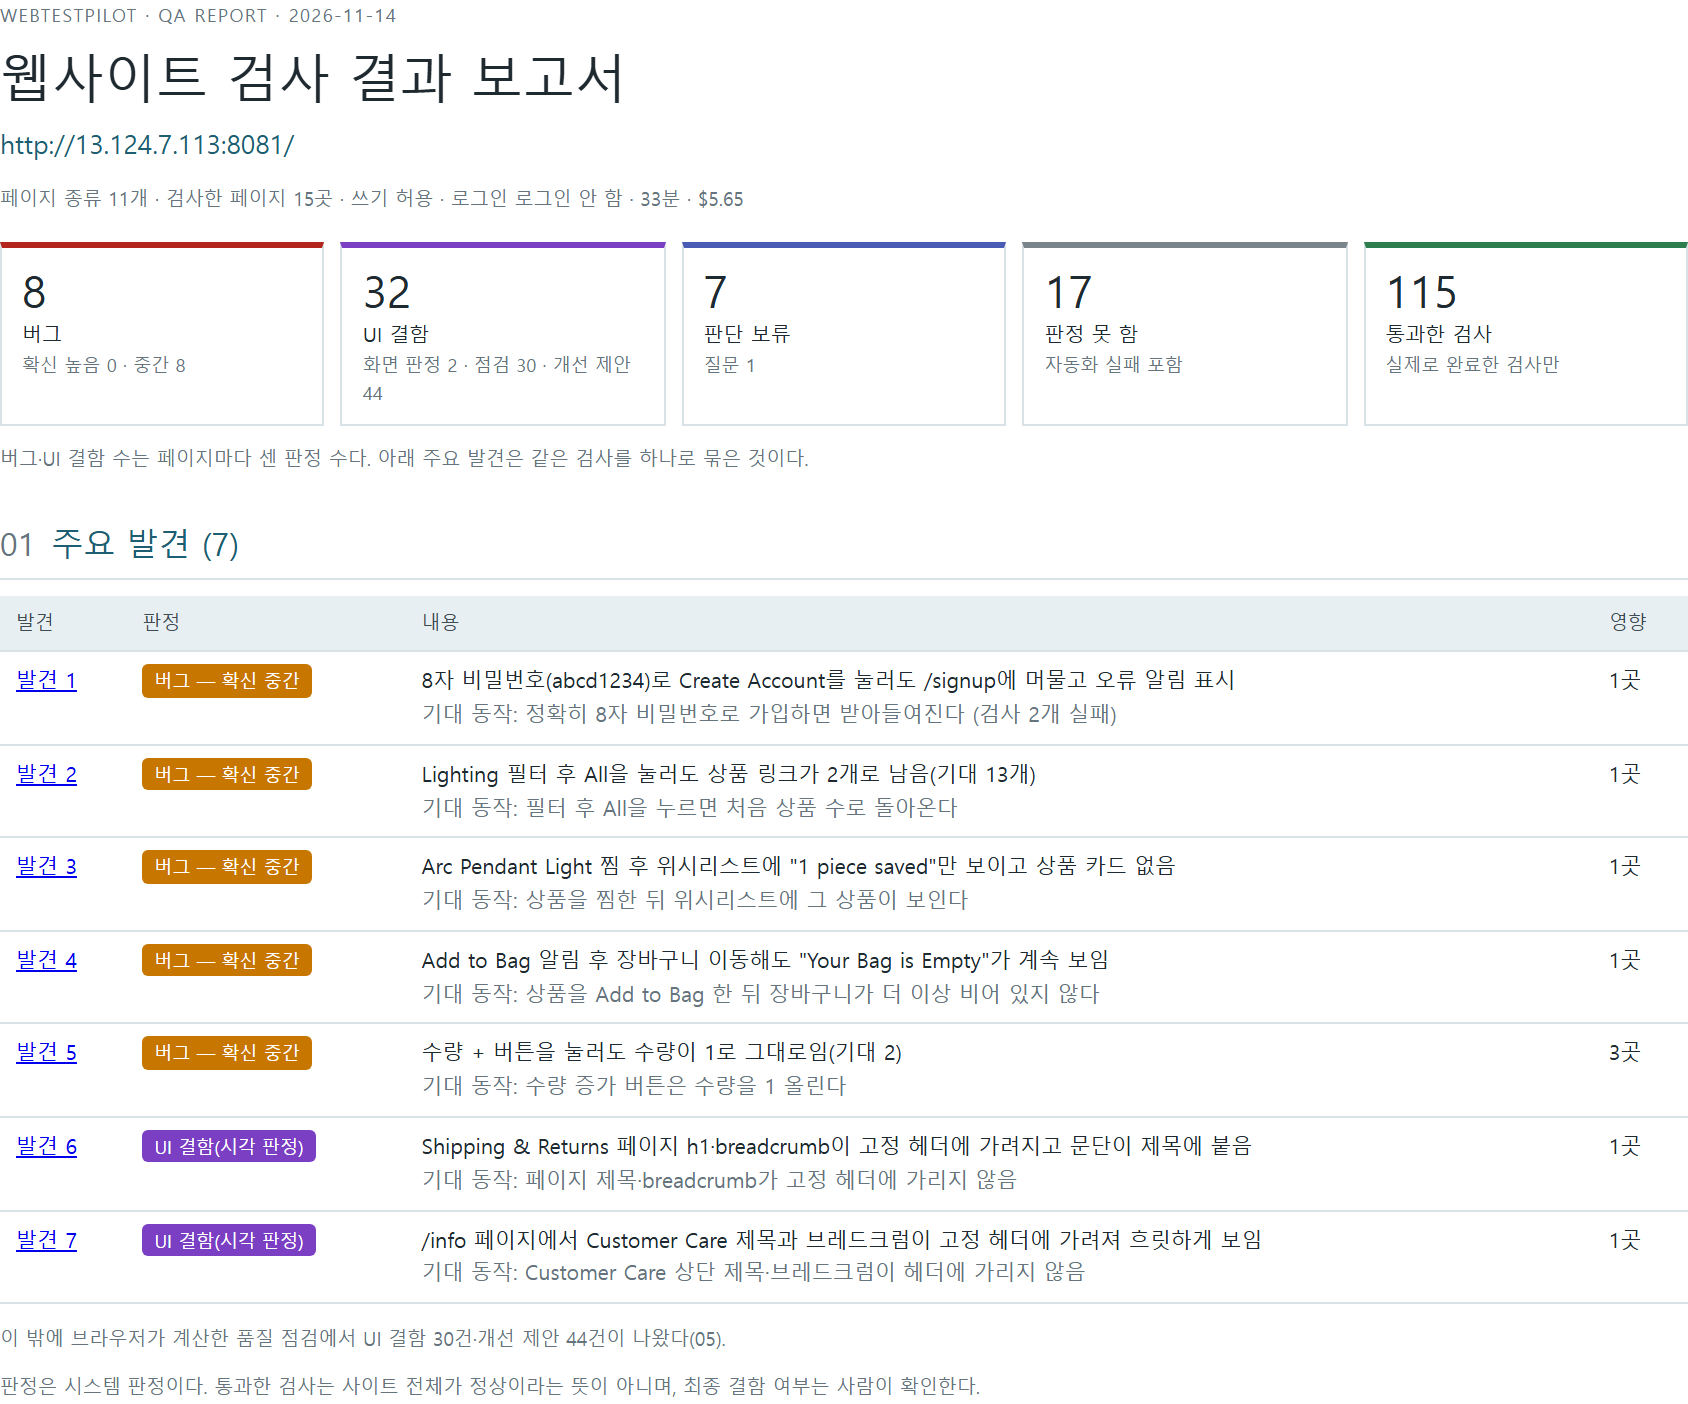 WEBTESTPILOT · QA REPORT · 2026-11-14
웹사이트 검사 결과 보고서
http://13.124.7.113:8081/
페이지 종류 11개 · 검사한 페이지 15곳 · 쓰기 허용 · 로그인 로그인 안 함 · 33분 · $5.65
8
버그
확신 높음 0 · 중간 8
32
UI 결함
화면 판정 2 · 점검 30 · 개선 제안
44
7
판단 보류
질문 1
17
판정 못 함
자동화 실패 포함
115
통과한 검사
실제로 완료한 검사만
버그·UI 결함 수는 페이지마다 센 판정 수다. 아래 주요 발견은 같은 검사를 하나로 묶은 것이다.
01 주요 발견 (7)
발견 판정 내용 영향
발견 1 버그 — 확신 중간 8자 비밀번호(abcd1234)로 Create Account를 눌러도 /signup에 머물고 오류 알림 표시 1곳
기대 동작: 정확히 8자 비밀번호로 가입하면 받아들여진다 (검사 2개 실패)
발견 2 버그 — 확신 중간 Lighting 필터 후 All을 눌러도 상품 링크가 2개로 남음(기대 13개) 1곳
기대 동작: 필터 후 All을 누르면 처음 상품 수로 돌아온다
발견 3 버그 — 확신 중간 Arc Pendant Light 찜 후 위시리스트에 "1 piece saved"만 보이고 상품 카드 없음 1곳
기대 동작: 상품을 찜한 뒤 위시리스트에 그 상품이 보인다
발견 4 버그 — 확신 중간 Add to Bag 알림 후 장바구니 이동해도 "Your Bag is Empty"가 계속 보임 1곳
기대 동작: 상품을 Add to Bag 한 뒤 장바구니가 더 이상 비어 있지 않다
발견 5 버그 — 확신 중간 수량 + 버튼을 눌러도 수량이 1로 그대로임(기대 2) 3곳
기대 동작: 수량 증가 버튼은 수량을 1 올린다
발견 6 UI 결함(시각 판정) Shipping & Returns 페이지 h1·breadcrumb이 고정 헤더에 가려지고 문단이 제목에 붙음 1곳
기대 동작: 페이지 제목·breadcrumb가 고정 헤더에 가리지 않음
발견 7 UI 결함(시각 판정) /info 페이지에서 Customer Care 제목과 브레드크럼이 고정 헤더에 가려져 흐릿하게 보임 1곳
기대 동작: Customer Care 상단 제목·브레드크럼이 헤더에 가리지 않음
이 밖에 브라우저가 계산한 품질 점검에서 UI 결함 30건·개선 제안 44건이 나왔다(05).
판정은 시스템 판정이다. 통과한 검사는 사이트 전체가 정상이라는 뜻이 아니며, 최종 결함 여부는 사람이 확인한다.